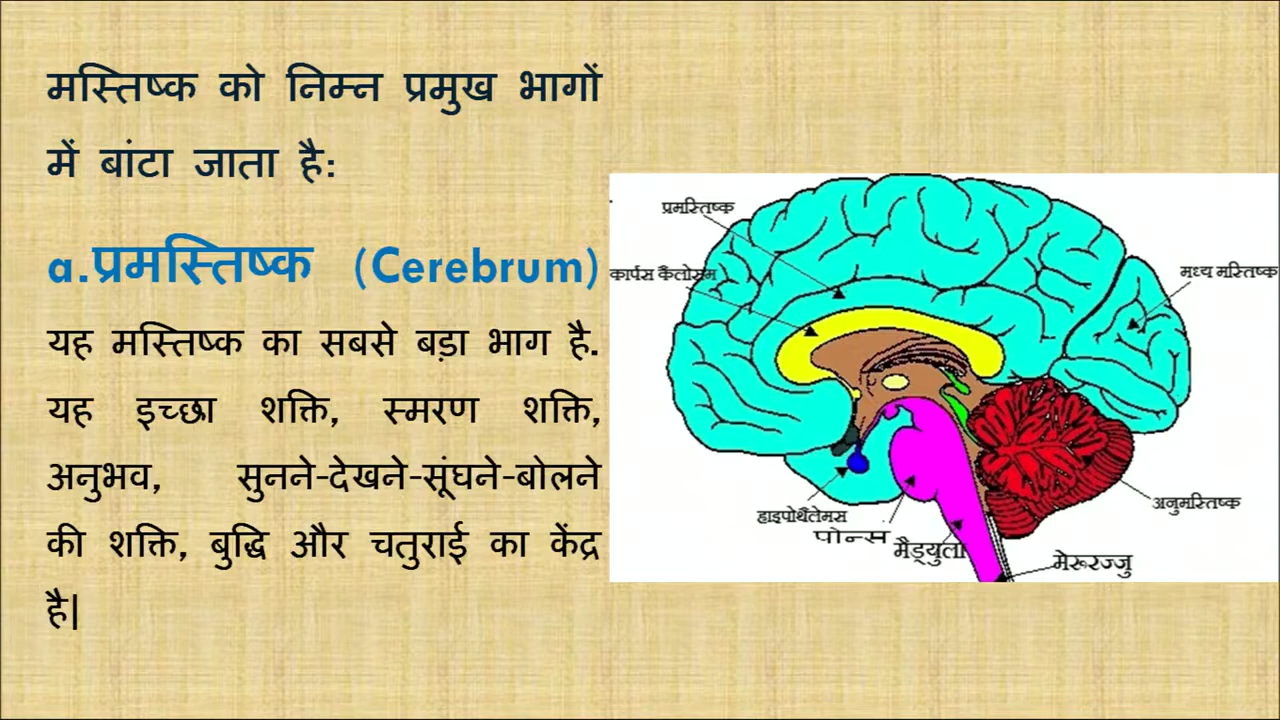 मस्तिष्क को निम्न प्रमुख भागों
में बांटा जाता है:
a.प्रमस्तिष्क (Cerebrum)
यह मस्तिष्क का सबसे बड़ा भाग है.
यह इच्छा शक्ति, स्मरण शक्ति,
अनुभव, सुनने-देखने-सूंघने-बोलने
की शक्ति, बुद्धि और चतुराई का केंद्र
है|
प्रमस्तिष्क
कार्पस कैलोसम
मध्य मस्तिष्क
अनुमस्तिष्क
हाइपोथैलेमस
पोन्स
मैड्युला
मेरूरज्जु